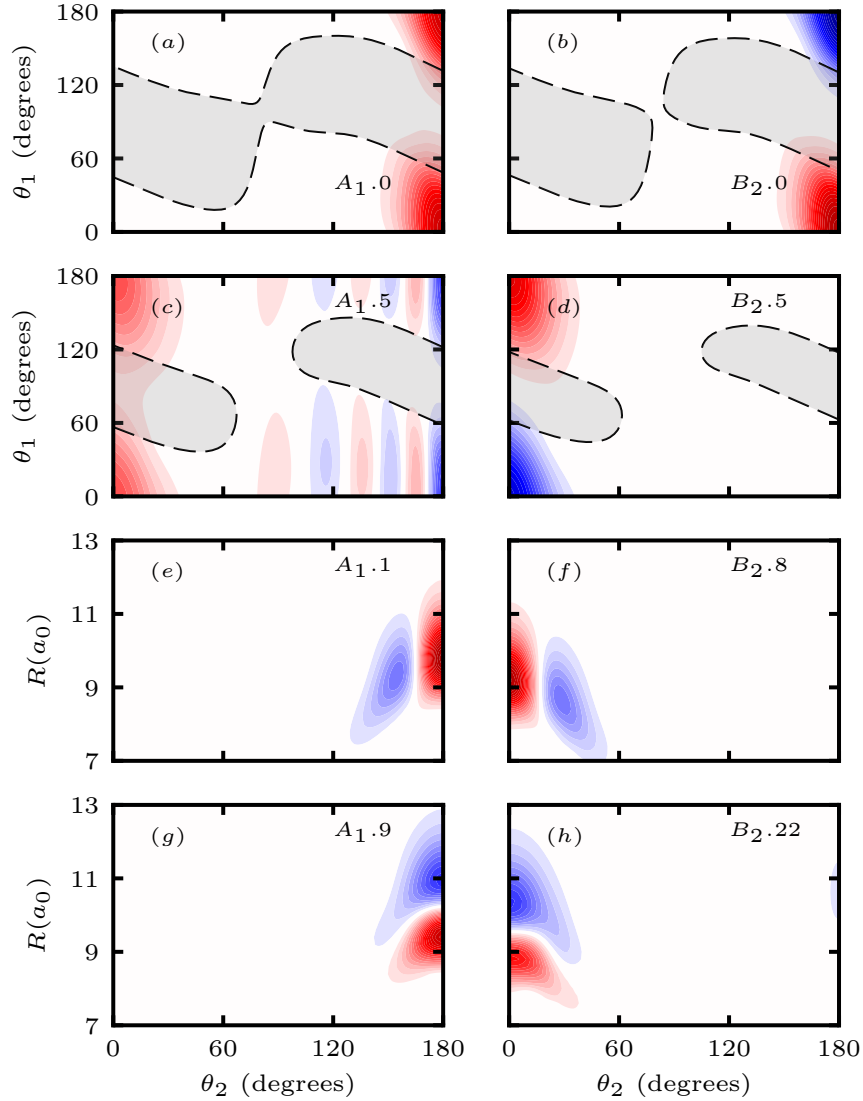 180
120
60
0
θ1 (degrees)
(a)
A1.0
(b)
B2.0
180
120
60
0
θ1 (degrees)
(c)
A1.5
(d)
B2.5
13
11
9
7
R(a0)
(e)
A1.1
(f)
B2.8
13
11
9
7
R(a0)
(g)
A1.9
(h)
B2.22
0 60 120 180
0 60 120 180
θ2 (degrees)
θ2 (degrees)